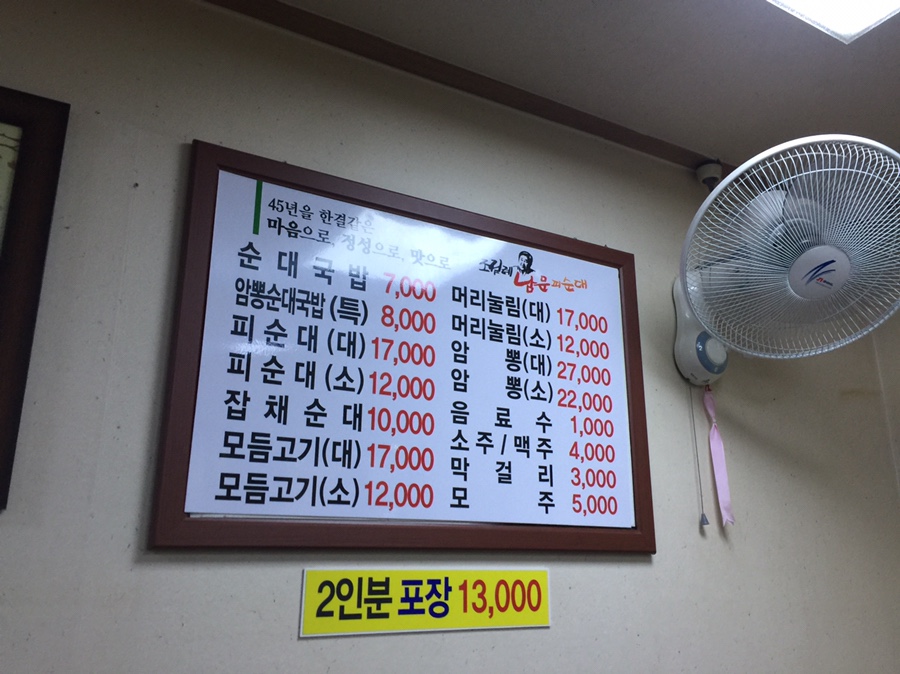 45년을 한결같은
마음으로, 정성으로, 맛으로
조점례 남문피순대
순대국밥 7,000
암뽕순대국밥(특) 8,000
피순대(대) 17,000
피순대(소) 12,000
잡채순대 10,000
모듬고기(대) 17,000
모듬고기(소) 12,000
머리눌림(대) 17,000
머리눌림(소) 12,000
암뽕(대) 27,000
암뽕(소) 22,000
음료수 1,000
소주/맥주 4,000
막걸리 3,000
모주 5,000
2인분 포장 13,000